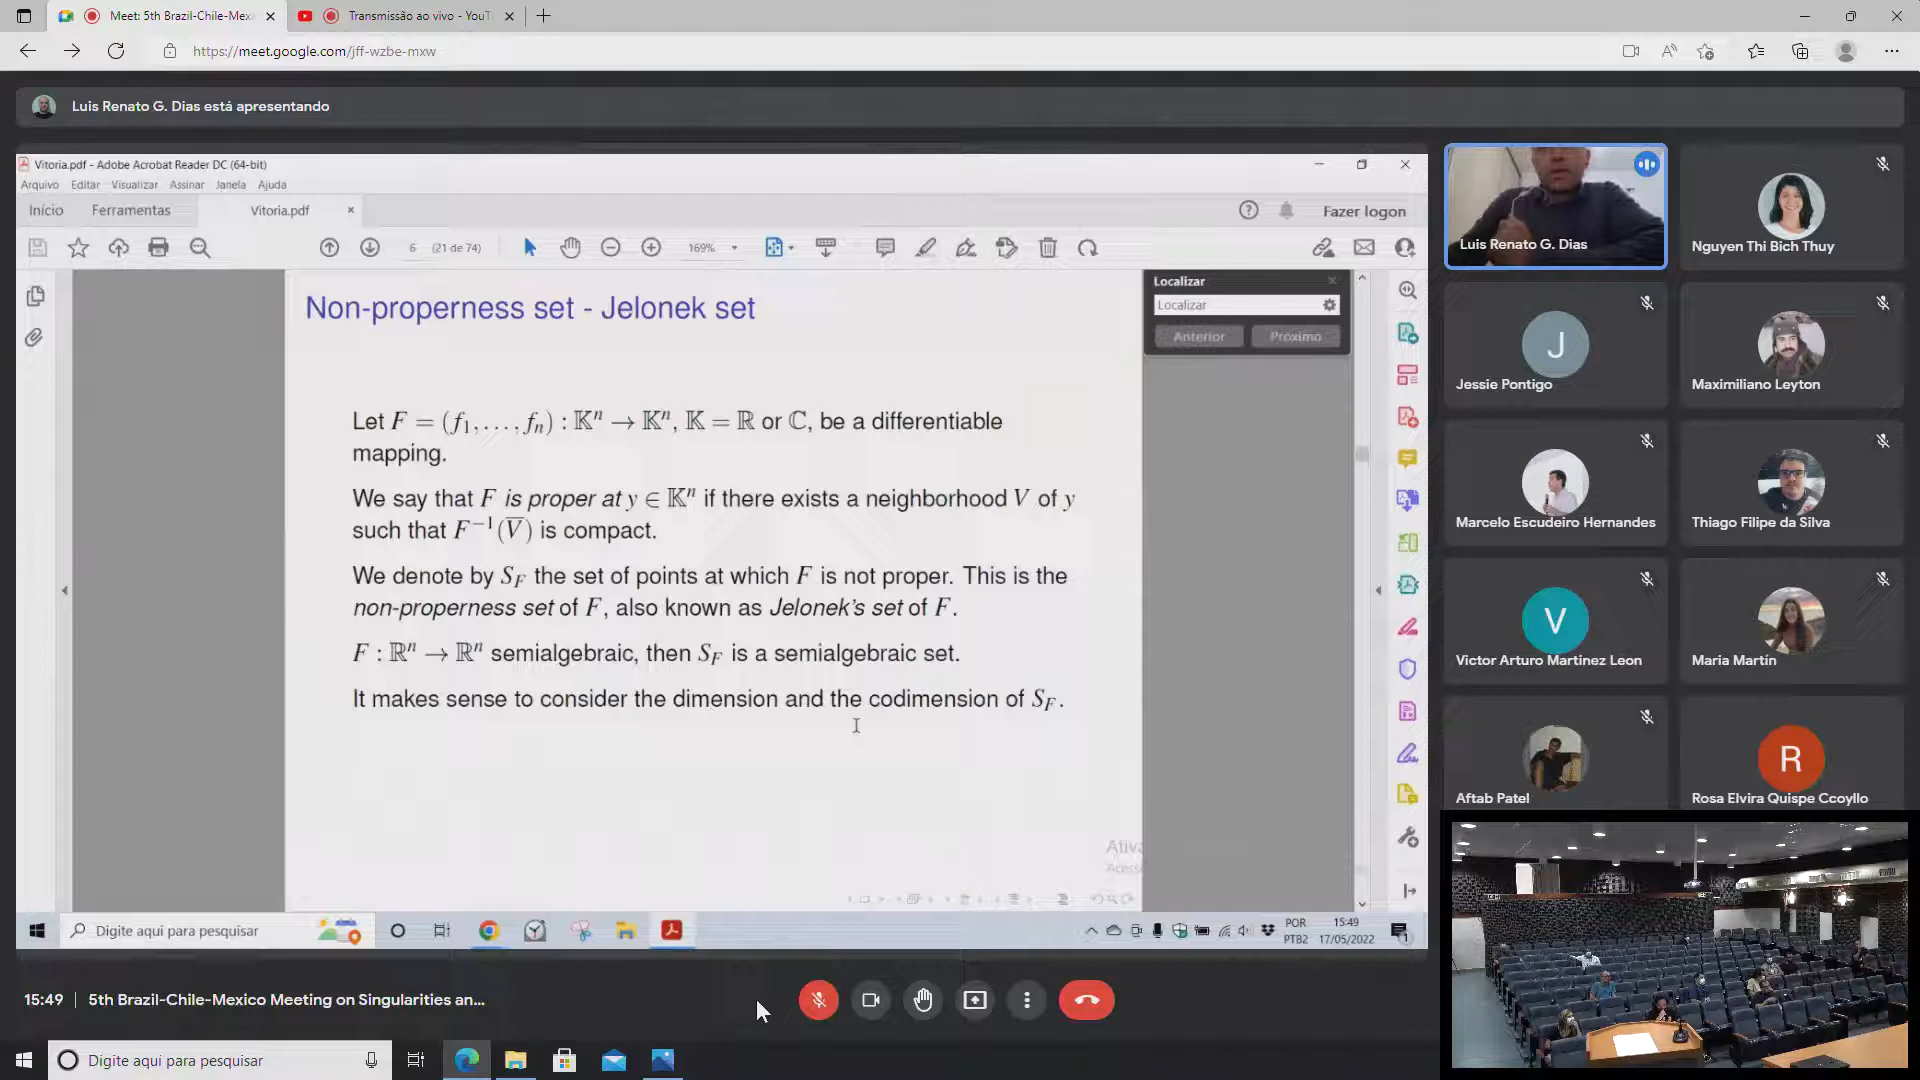 Meet: 5th Brazil-Chile-Mexi
Transmissão ao vivo - YouT
https://meet.google.com/jff-wzbe-mxw
Luis Renato G. Dias está apresentando
Vitoria.pdf - Adobe Acrobat Reader DC (64-bit)
Arquivo Editar Visualizar Assinar Janela Ajuda
Início Ferramentas Vitoria.pdf Fazer logon
6 (21 de 74) 169%
Localizar
Localizar
Anterior Próximo
Non-properness set - Jelonek set
Let F = (f₁, . . . , fₙ) : 𝕂ⁿ → 𝕂ⁿ, 𝕂 = ℝ or ℂ, be a differentiable
mapping.
We say that F is proper at y ∈ 𝕂ⁿ if there exists a neighborhood V of y
such that F⁻¹(V̅) is compact.
We denote by S_F the set of points at which F is not proper. This is the
non-properness set of F, also known as Jelonek's set of F.
F : ℝⁿ → ℝⁿ semialgebraic, then S_F is a semialgebraic set.
It makes sense to consider the dimension and the codimension of S_F.
Ativ
Acess
Digite aqui para pesquisar
POR
PTB2
15:49
17/05/2022
1
Luis Renato G. Dias
Nguyen Thi Bich Thuy
J
Jessie Pontigo
Maximiliano Leyton
Marcelo Escudeiro Hernandes
Thiago Filipe da Silva
V
Victor Arturo Martinez Leon
Maria Martín
Aftab Patel
R
Rosa Elvira Quispe Ccoyllo
15:49 | 5th Brazil-Chile-Mexico Meeting on Singularities an...
Digite aqui para pesquisar